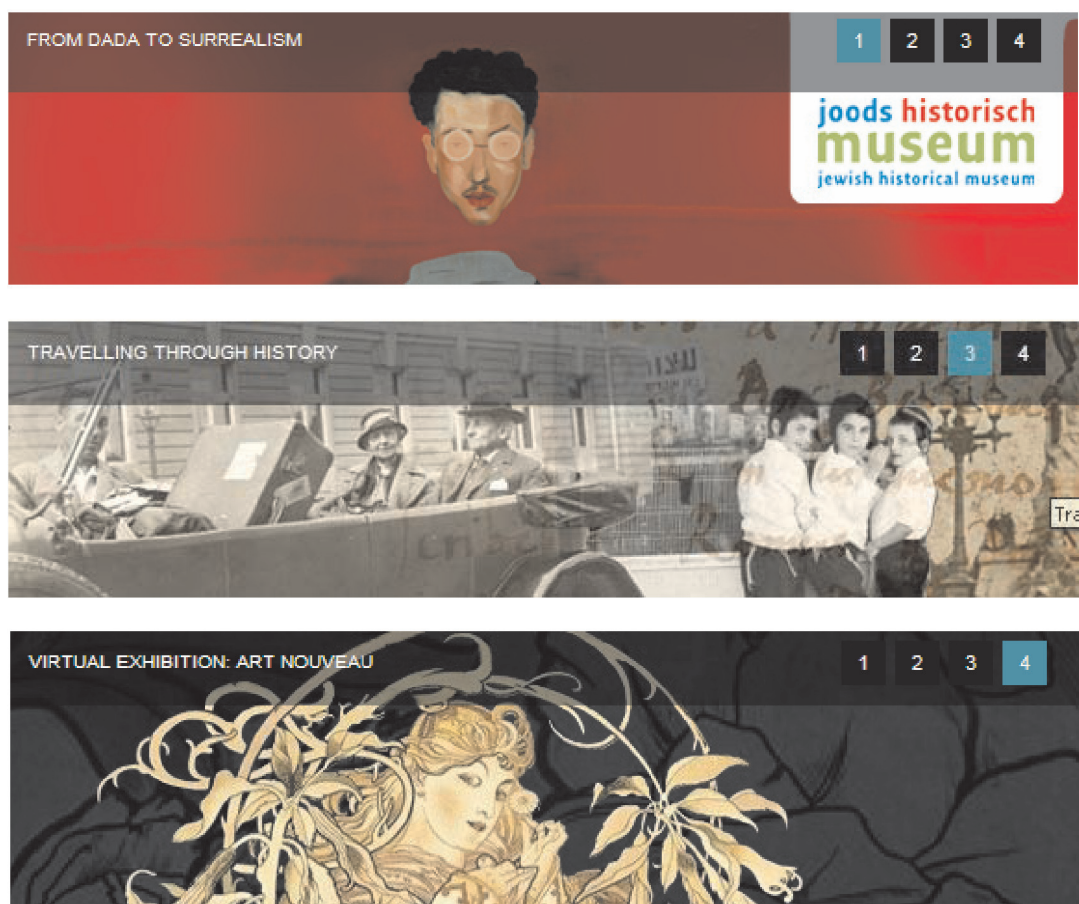 FROM DADA TO SURREALISM
1 2 3 4
joods historisch
museum
jewish historical museum
TRAVELLING THROUGH HISTORY
1 2 3 4
Tra
VIRTUAL EXHIBITION: ART NOUVEAU
1 2 3 4